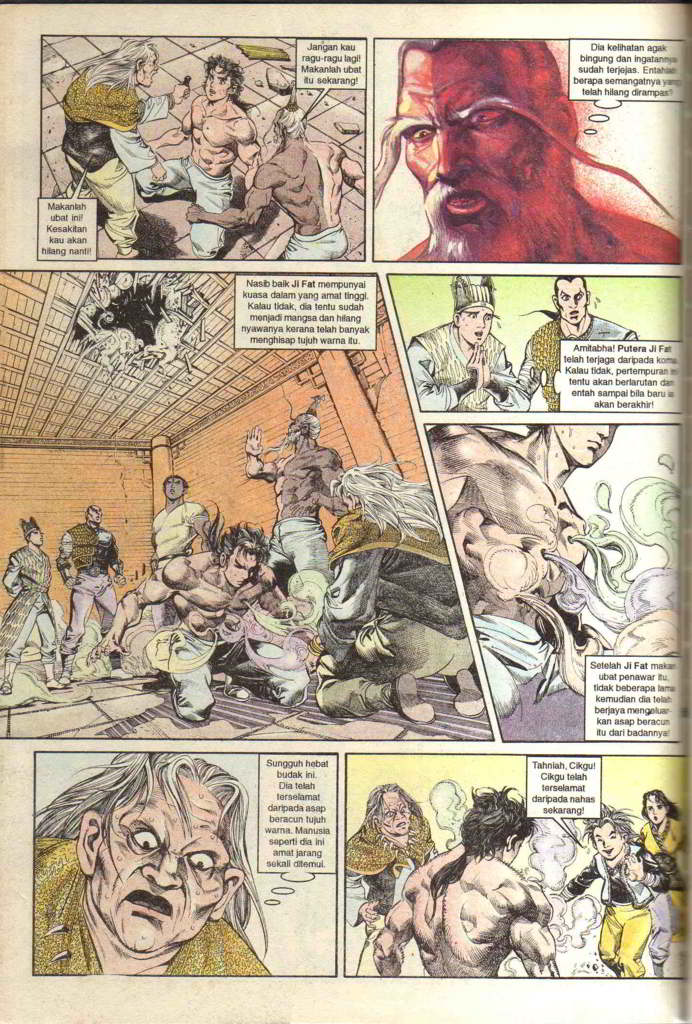 Jangan kau
ragu-ragu lagi!
Makanlah ubat
itu sekarang!
Makanlah
ubat ini!
Kesakitan
kau akan
hilang nanti!
Dia kelihatan agak
bingung dan ingatannya
sudah terjejas. Entahlah
berapa semangatnya yang
telah hilang dirampas?
Nasib baik Ji Fat mempunyai
kuasa dalam yang amat tinggi.
Kalau tidak, dia tentu sudah
menjadi mangsa dan hilang
nyawanya kerana telah banyak
menghisap tujuh warna itu.
Amitabha! Putera Ji Fat
telah terjaga daripada koma.
Kalau tidak, pertempuran ini
tentu akan berlarutan dan
entah sampai bila baru ia
akan berakhir!
Setelah Ji Fat makan
ubat penawar itu,
tidak beberapa lama
kemudian dia telah
berjaya mengeluar-
kan asap beracun
itu dari badannya!
Sungguh hebat
budak ini.
Dia telah
terselamat
daripada asap
beracun tujuh
warna. Manusia
seperti dia ini
amat jarang
sekali ditemui.
Tahniah, Cikgu!
Cikgu telah
terselamat
daripada nahas
sekarang!